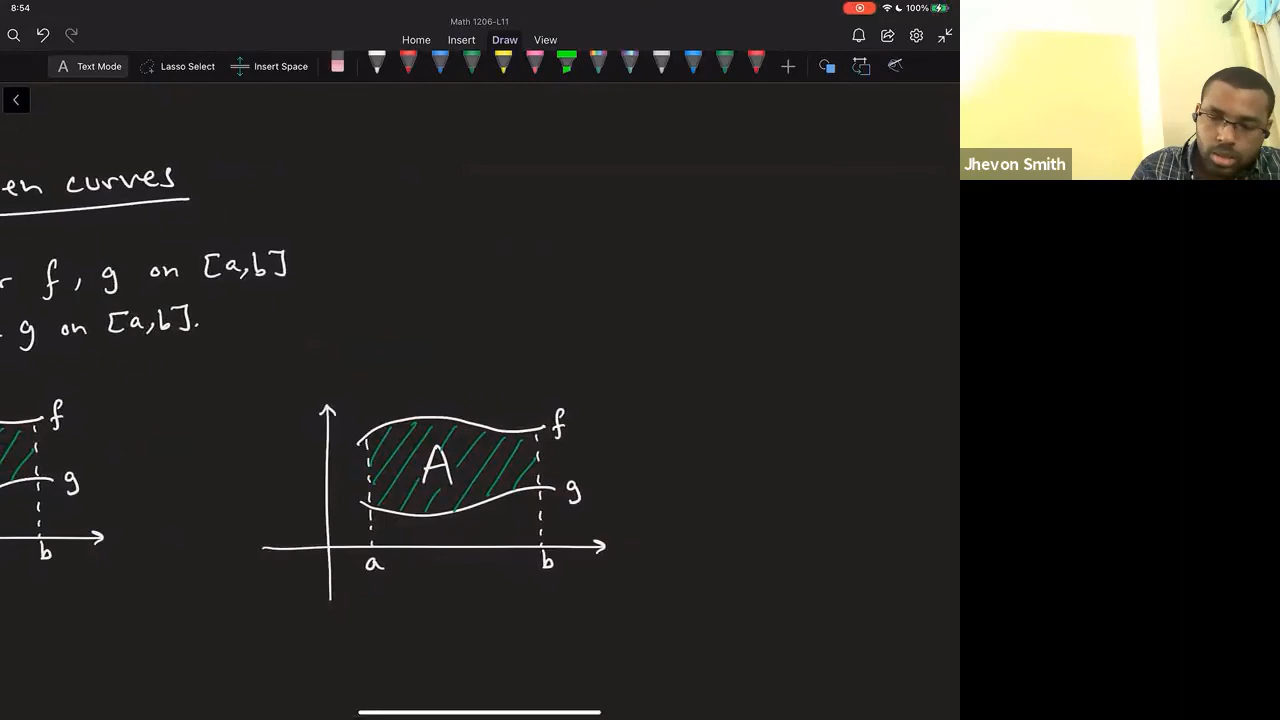 8:54
100%
Math 1206-L11
Home Insert Draw View
Text Mode Lasso Select Insert Space
Jhevon Smith
en curves
r f, g on [a,b]
g on [a,b].
f
g
b
f
A
g
a
b